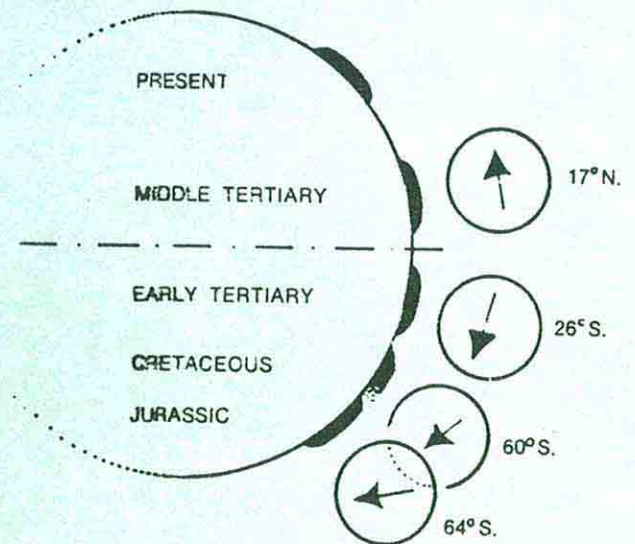 PRESENT
17°N.
MIDDLE TERTIARY
EARLY TERTIARY
26°S.
CRETACEOUS
JURASSIC
60°S.
64°S.